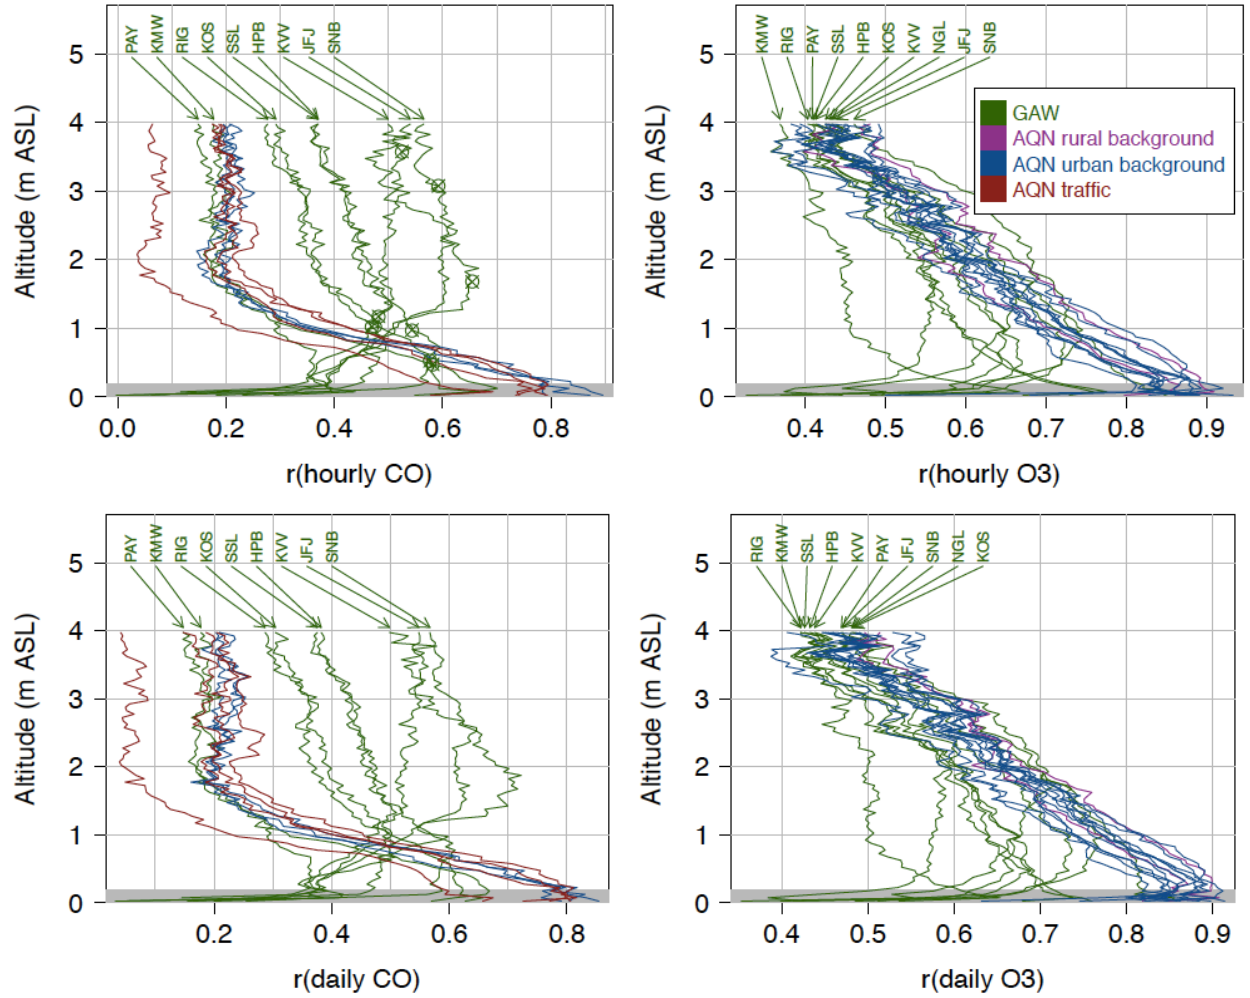 PAY KMW RIG KOS SSL HPB KVV JFJ SNB
5
4
3
2
1
0
Altitude (m ASL)
0.0 0.2 0.4 0.6 0.8
r(hourly CO)
KMW RIG PAY SSL HPB KOS KVV NGL JFJ SNB
GAW
AQN rural background
AQN urban background
AQN traffic
5
4
3
2
1
0
Altitude (m ASL)
0.4 0.5 0.6 0.7 0.8 0.9
r(hourly O3)
PAY KMW RIG KOS SSL HPB KVV JFJ SNB
5
4
3
2
1
0
Altitude (m ASL)
0.2 0.4 0.6 0.8
r(daily CO)
RIG KMW SSL HPB KVV PAY JFJ SNB NGL KOS
5
4
3
2
1
0
Altitude (m ASL)
0.4 0.5 0.6 0.7 0.8 0.9
r(daily O3)